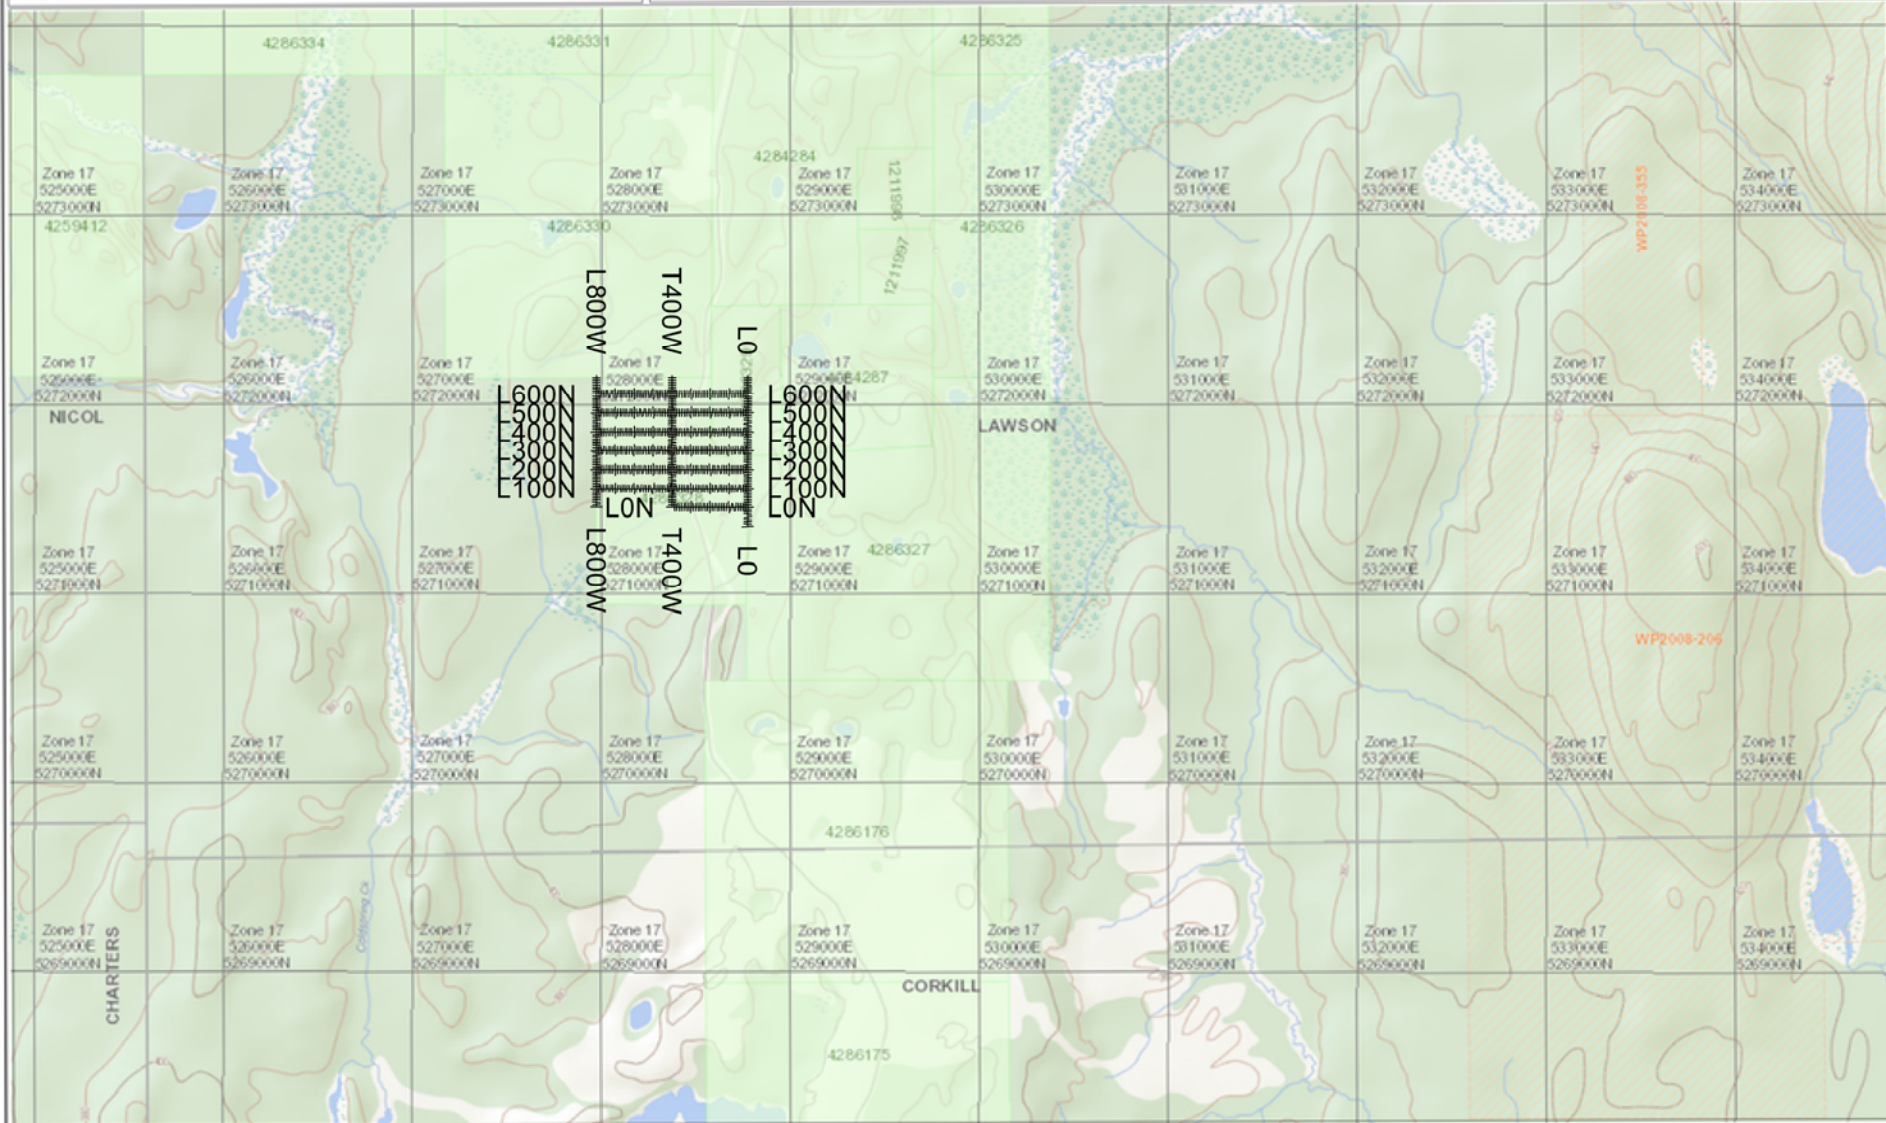 4286334
4286331
4286325
4284284
1211996
Zone 17
525000E
5273000N
Zone 17
526000E
5273000N
Zone 17
527000E
5273000N
Zone 17
528000E
5273000N
Zone 17
529000E
5273000N
Zone 17
530000E
5273000N
Zone 17
531000E
5273000N
Zone 17
532000E
5273000N
Zone 17
533000E
5273000N
Zone 17
534000E
5273000N
WP2008-355
4259412
4286330
1211997
4286326
L800W
T400W
L0
Zone 17
525000E
5272000N
Zone 17
526000E
5272000N
Zone 17
527000E
5272000N
Zone 17
528000E
Zone 17
529000E
Zone 17
530000E
5272000N
Zone 17
531000E
5272000N
Zone 17
532000E
5272000N
Zone 17
533000E
5272000N
Zone 17
534000E
5272000N
NICOL
LAWSON
L600N
L500N
L400N
L300N
L200N
L100N
L0N
L600N
L500N
L400N
L300N
L200N
L100N
L0N
L800W
T400W
L0
4286327
Zone 17
525000E
5271000N
Zone 17
526000E
5271000N
Zone 17
527000E
5271000N
Zone 17
528000E
5271000N
Zone 17
529000E
5271000N
Zone 17
530000E
5271000N
Zone 17
531000E
5271000N
Zone 17
532000E
5271000N
Zone 17
533000E
5271000N
Zone 17
534000E
5271000N
WP2008-206
Zone 17
525000E
5270000N
Zone 17
526000E
5270000N
Zone 17
527000E
5270000N
Zone 17
528000E
5270000N
Zone 17
529000E
5270000N
Zone 17
530000E
5270000N
Zone 17
531000E
5270000N
Zone 17
532000E
5270000N
Zone 17
533000E
5270000N
Zone 17
534000E
5270000N
4286176
CHARTERS
Zone 17
525000E
5269000N
Zone 17
526000E
5269000N
Zone 17
527000E
5269000N
Zone 17
528000E
5269000N
Zone 17
529000E
5269000N
Zone 17
530000E
5269000N
Zone 17
531000E
5269000N
Zone 17
532000E
5269000N
Zone 17
533000E
5269000N
Zone 17
534000E
5269000N
CORKILL
4286175